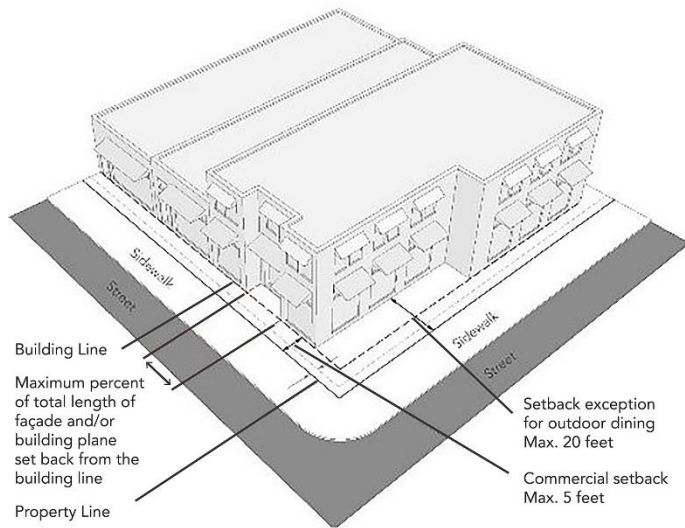 Sidewalk
Street
Sidewalk
Street
Building Line
Maximum percent
of total length of
façade and/or
building plane
set back from the
building line
Property Line
Setback exception
for outdoor dining
Max. 20 feet
Commercial setback
Max. 5 feet